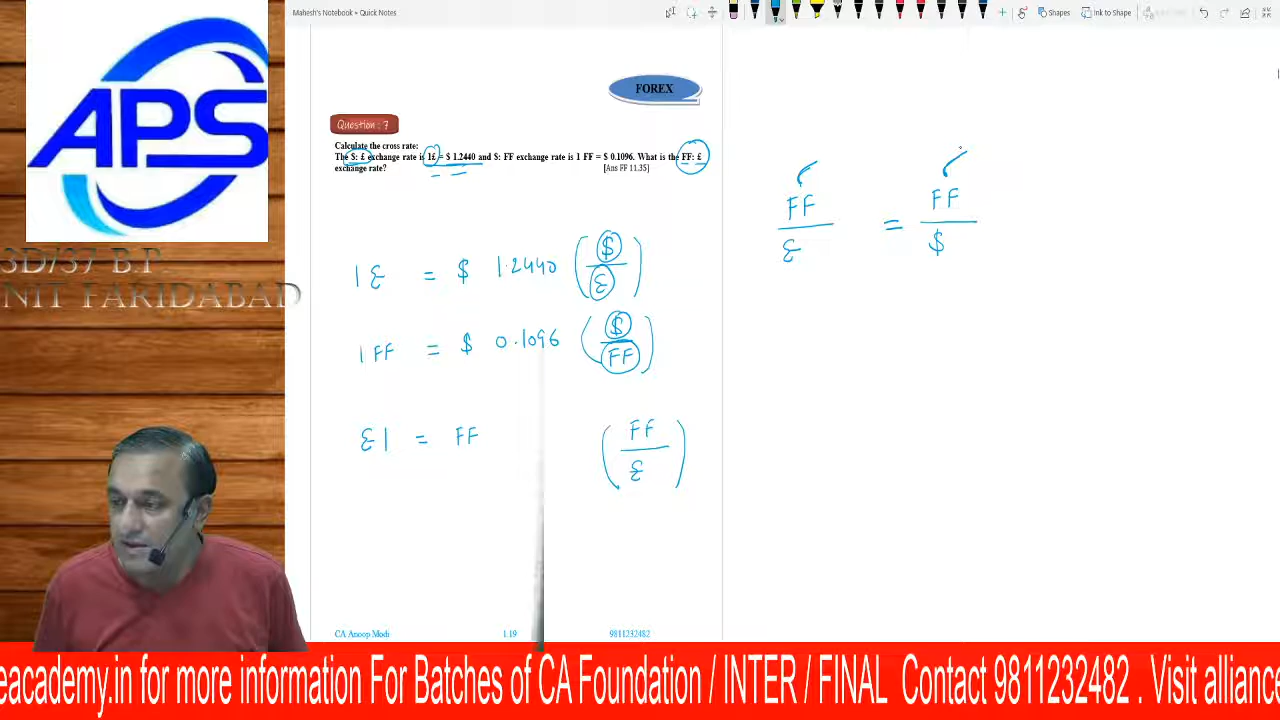 Mahesh's Notebook » Quick Notes
Shapes
Ink to Shape
APS
3D/37 B.P.
NIT FARIDABAD
FOREX
Question : 7
Calculate the cross rate:
The $: £ exchange rate is 1£ = $ 1.2440 and $: FF exchange rate is 1 FF = $ 0.1096. What is the FF: £
exchange rate? [Ans FF 11.35]
1 £ = $ 1.2440 ($/£)
1 FF = $ 0.1096 ($/FF)
£1 = FF (FF/£)
FF/£ = FF/$
CA Anoop Modi 1.19 9811232482
eacademy.in for more information For Batches of CA Foundation / INTER / FINAL Contact 9811232482 . Visit alliance